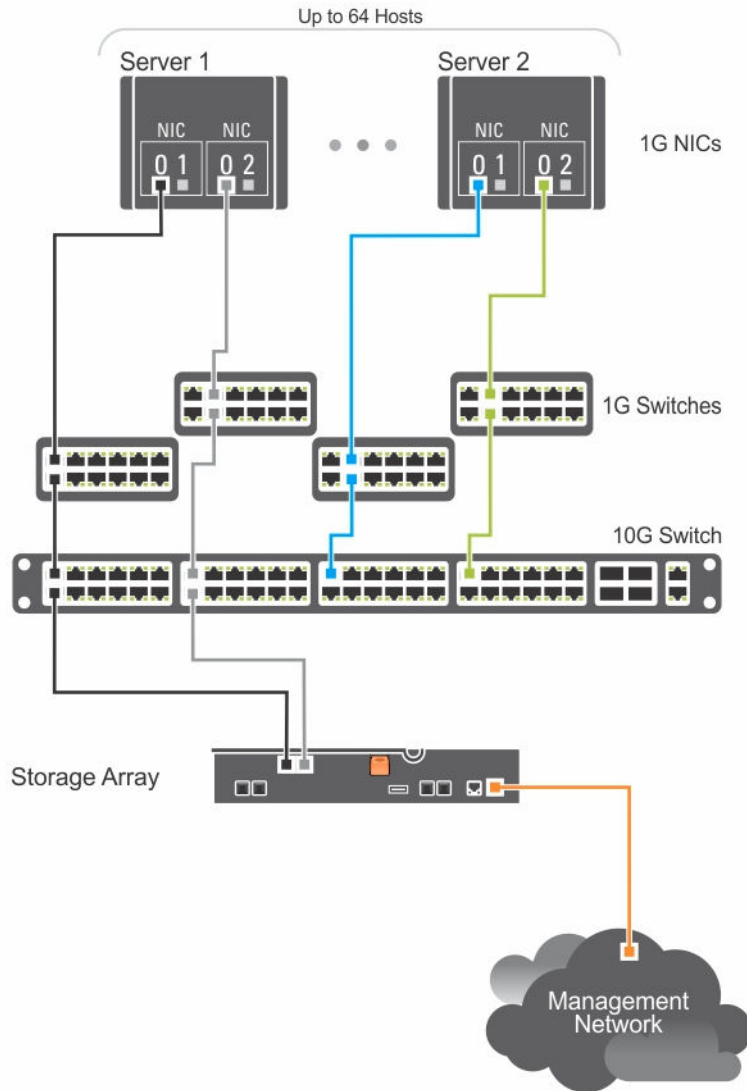 Up to 64 Hosts
Server 1
Server 2
NIC NIC
0 1 0 2
NIC NIC
0 1 0 2
1G NICs
1G Switches
10G Switch
Storage Array
Management
Network